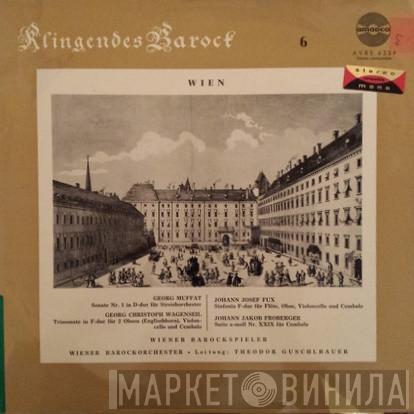 Klingendes Barock
6
amadeo
AVRS 6339
stereo
mono
WIEN
GEORG MUFFAT
Sonate Nr. 1 in D-dur für Streichorchester
GEORG CHRISTOPH WAGENSEIL
Triosonate in F-dur für 2 Oboen (Englischhorn), Violon-
cello und Cembalo
JOHANN JOSEF FUX
Sinfonia F-dur für Flöte, Oboe, Violoncello und Cembalo
JOHANN JAKOB FROBERGER
Suite a-moll Nr. XXIX für Cembalo
WIENER BAROCKSPIELER
WIENER BAROCKORCHESTER • Leitung: THEODOR GUSCHLBAUER
МАРКЕТ ВИНИЛА